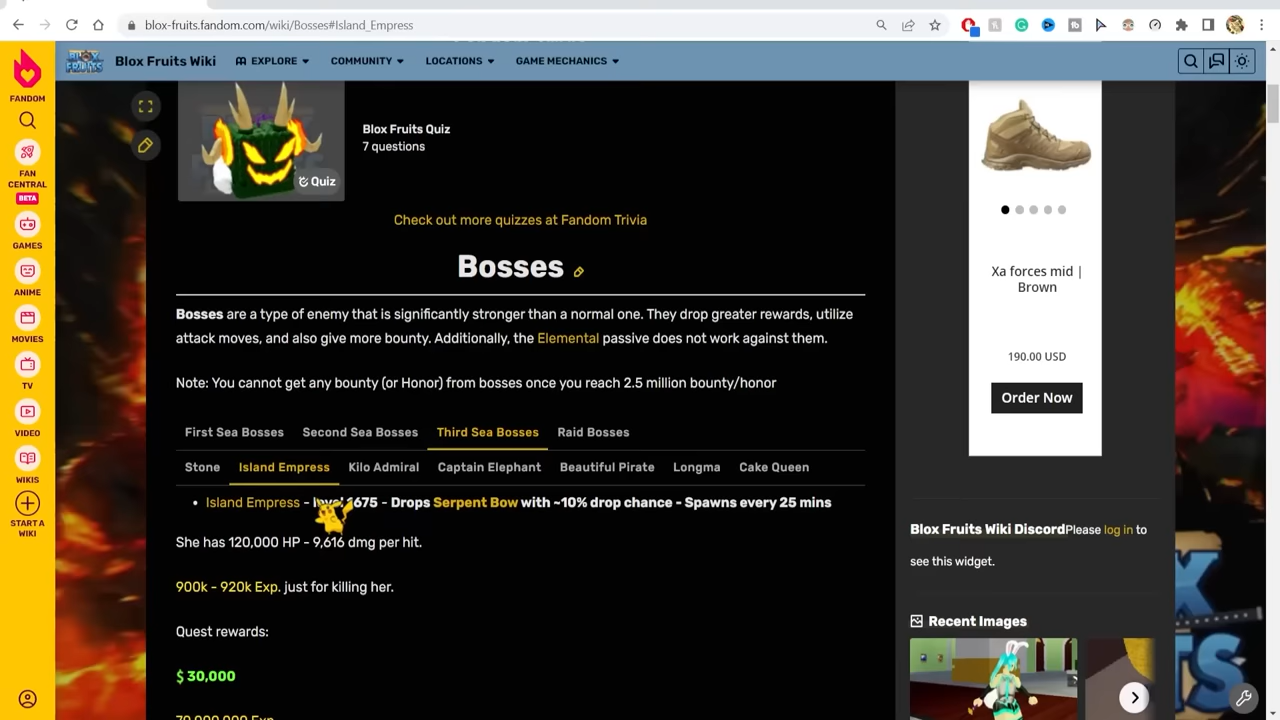 blox-fruits.fandom.com/wiki/Bosses#Island_Empress
FANDOM
FAN CENTRAL
BETA
GAMES
ANIME
MOVIES
TV
VIDEO
WIKIS
START A WIKI
BLOX FRUITS
Blox Fruits Wiki
EXPLORE
COMMUNITY
LOCATIONS
GAME MECHANICS
Quiz
Blox Fruits Quiz
7 questions
Check out more quizzes at Fandom Trivia
Bosses
Bosses are a type of enemy that is significantly stronger than a normal one. They drop greater rewards, utilize
attack moves, and also give more bounty. Additionally, the Elemental passive does not work against them.
Note: You cannot get any bounty (or Honor) from bosses once you reach 2.5 million bounty/honor
First Sea Bosses Second Sea Bosses Third Sea Bosses Raid Bosses
Stone Island Empress Kilo Admiral Captain Elephant Beautiful Pirate Longma Cake Queen
• Island Empress - 675 - Drops Serpent Bow with ~10% drop chance - Spawns every 25 mins
She has 120,000 HP - 9,616 dmg per hit.
900k - 920k Exp. just for killing her.
Quest rewards:
$ 30,000
70,000,000 Exp.
Xa forces mid |
Brown
190.00 USD
Order Now
Blox Fruits Wiki Discord Please log in to
see this widget.
Recent Images